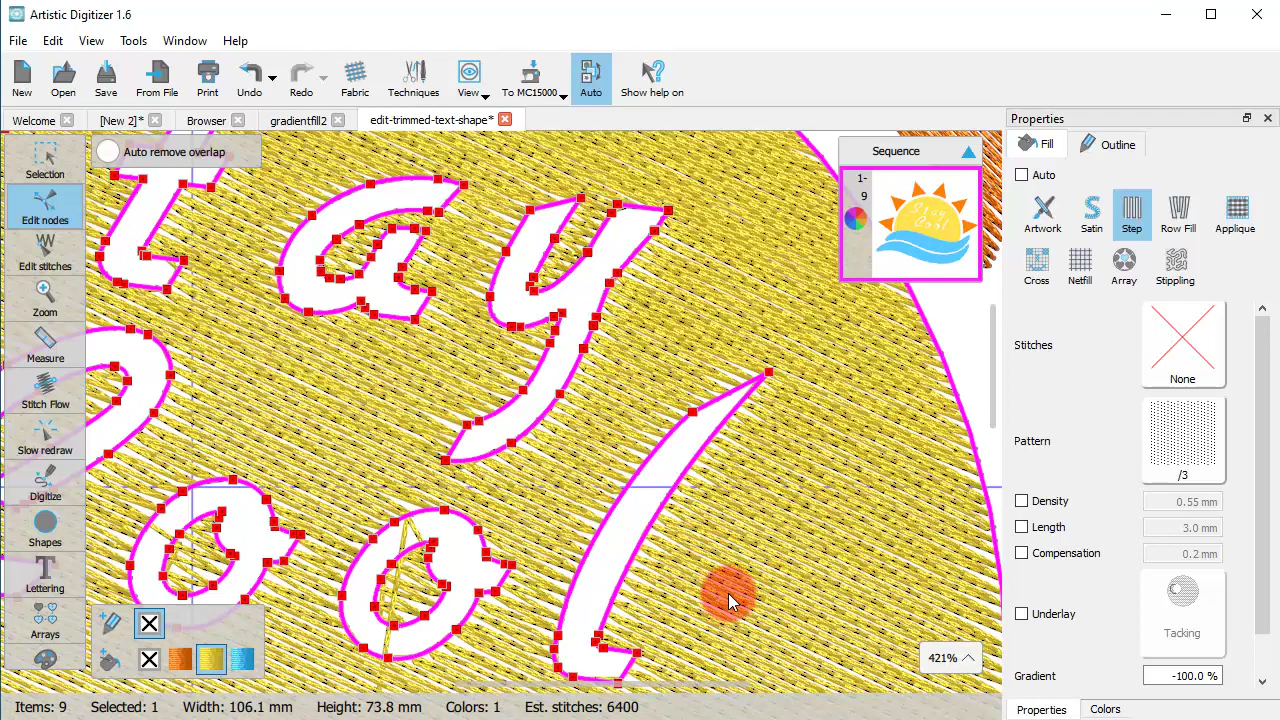 Artistic Digitizer 1.6
File Edit View Tools Window Help
New Open Save From File Print Undo Redo Fabric Techniques View To MC15000 Auto Show help on
Welcome [New 2]* Browser gradientfill2 edit-trimmed-text-shape*
Properties
Auto remove overlap
Sequence
Fill Outline
Selection
Auto
1-
9
Stay
Cool
Edit nodes
Artwork Satin Step Row Fill Applique
Edit stitches
Cross Netfill Array Stippling
Zoom
Measure
Stitches
None
Stitch Flow
Pattern
/3
Slow redraw
Digitize
Density 0.55 mm
Length 3.0 mm
Shapes
Compensation 0.2 mm
Lettering
Underlay
Tacking
Arrays
421%
Gradient -100.0 %
ay
ool
Items: 9 Selected: 1 Width: 106.1 mm Height: 73.8 mm Colors: 1 Est. stitches: 6400
Properties Colors